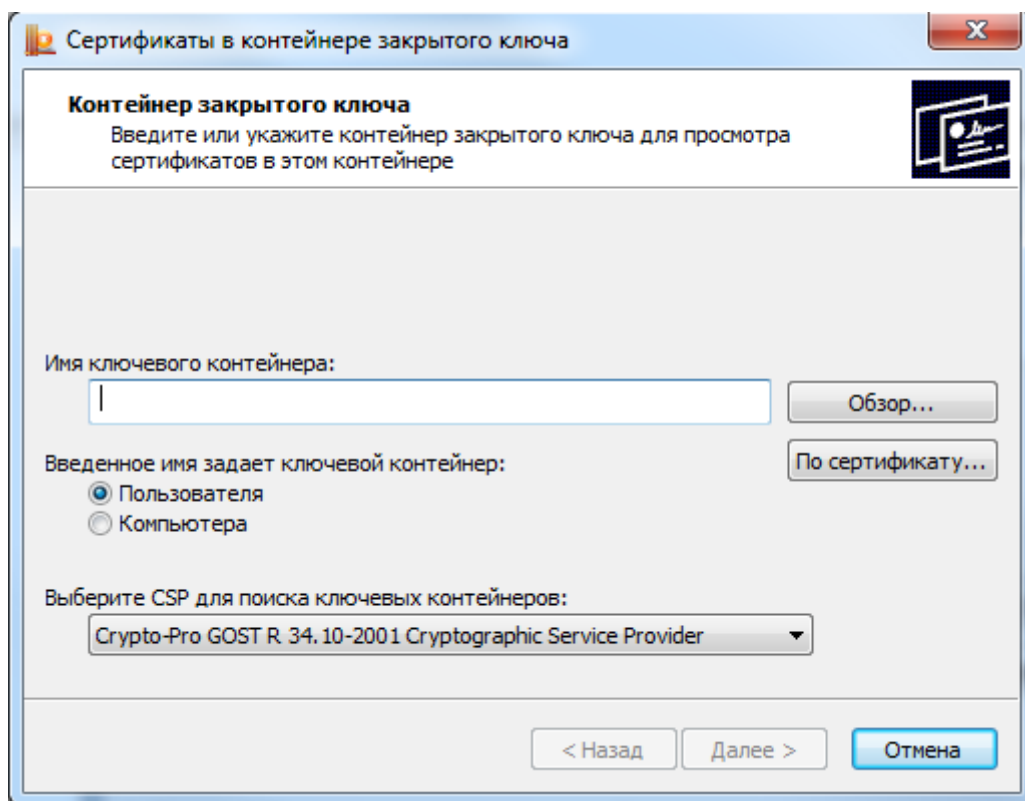 Сертификаты в контейнере закрытого ключа
Контейнер закрытого ключа
Введите или укажите контейнер закрытого ключа для просмотра
сертификатов в этом контейнере
Имя ключевого контейнера:
Обзор...
Введенное имя задает ключевой контейнер:
По сертификату...
Пользователя
Компьютера
Выберите CSP для поиска ключевых контейнеров:
Crypto-Pro GOST R 34.10-2001 Cryptographic Service Provider
< Назад
Далее >
Отмена